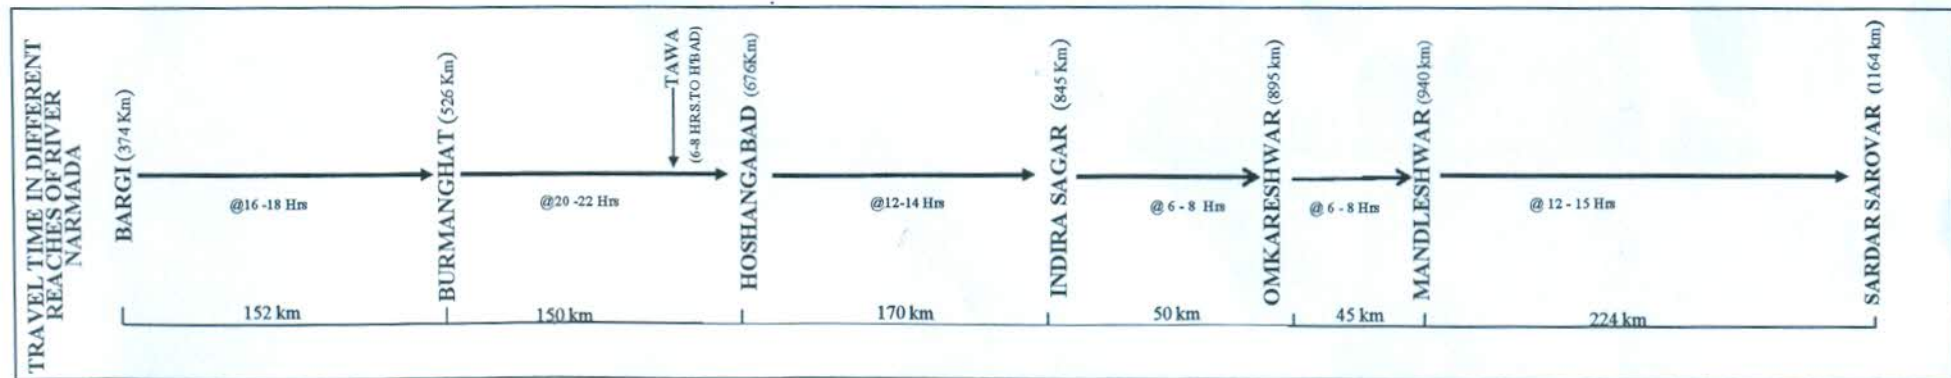 TRAVEL TIME IN DIFFERENT
REACHES OF RIVER
NARMADA
BARGI (374 Km)
@16 -18 Hrs
BURMANGHAT (526 Km)
@20 -22 Hrs
TAWA
(6-8 HRS.TO H'BAD)
HOSHANGABAD (676Km)
@12-14 Hrs
INDIRA SAGAR (845 Km)
@ 6 - 8 Hrs
OMKARESHWAR (895 km)
@ 6 - 8 Hrs
MANDLESHWAR (940 km)
@ 12 - 15 Hrs
SARDAR SAROVAR (1164 km)
152 km
150 km
170 km
50 km
45 km
224 km